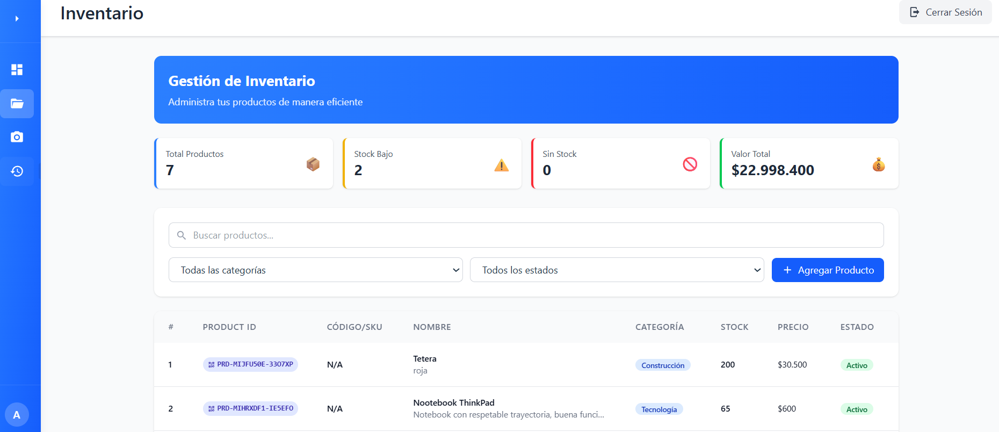 Inventario
Cerrar Sesión
Gestión de Inventario
Administra tus productos de manera eficiente
Total Productos
7
Stock Bajo
2
Sin Stock
0
Valor Total
$22.998.400
Buscar productos...
Todas las categorías
Todos los estados
+ Agregar Producto
# PRODUCT ID CÓDIGO/SKU NOMBRE CATEGORÍA STOCK PRECIO ESTADO
1 PRD-MIJFU50E-33O7XP N/A Tetera Construcción 200 $30.500 Activo
roja
2 PRD-MIHRXDF1-IE5EFO N/A Nootebook ThinkPad Tecnología 65 $600 Activo
Notebook con respetable trayectoria, buena funci...
A